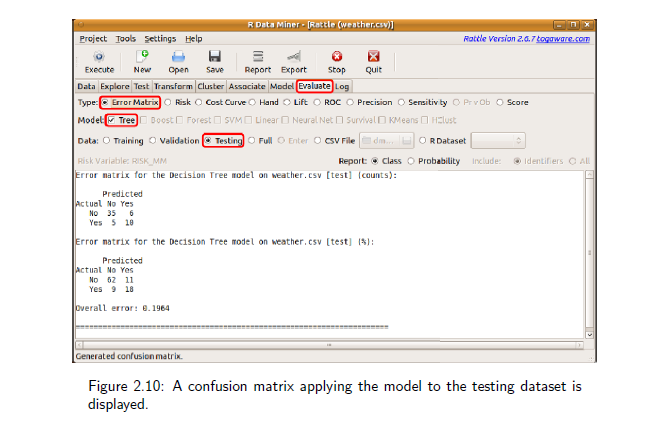 R Data Miner - [Rattle (weather.csv)]
Project Tools Settings Help Rattle Version 2.6.7 togaware.com
Execute New Open Save Report Export Stop Quit
Data Explore Test Transform Cluster Associate Model Evaluate Log
Type: Error Matrix Risk Cost Curve Hand Lift ROC Precision Sensitivity Pr v Ob Score
Model: Tree Boost Forest SVM Linear Neural Net Survival KMeans HClust
Data: Training Validation Testing Full Enter CSV File dm... R Dataset
Risk Variable: RISK_MM Report: Class Probability Include: Identifiers All
Error matrix for the Decision Tree model on weather.csv [test] (counts):
Predicted
Actual No Yes
No 35 6
Yes 5 10
Error matrix for the Decision Tree model on weather.csv [test] (%):
Predicted
Actual No Yes
No 62 11
Yes 9 18
Overall error: 0.1964
======================================================================
Generated confusion matrix.
Figure 2.10: A confusion matrix applying the model to the testing dataset is
displayed.